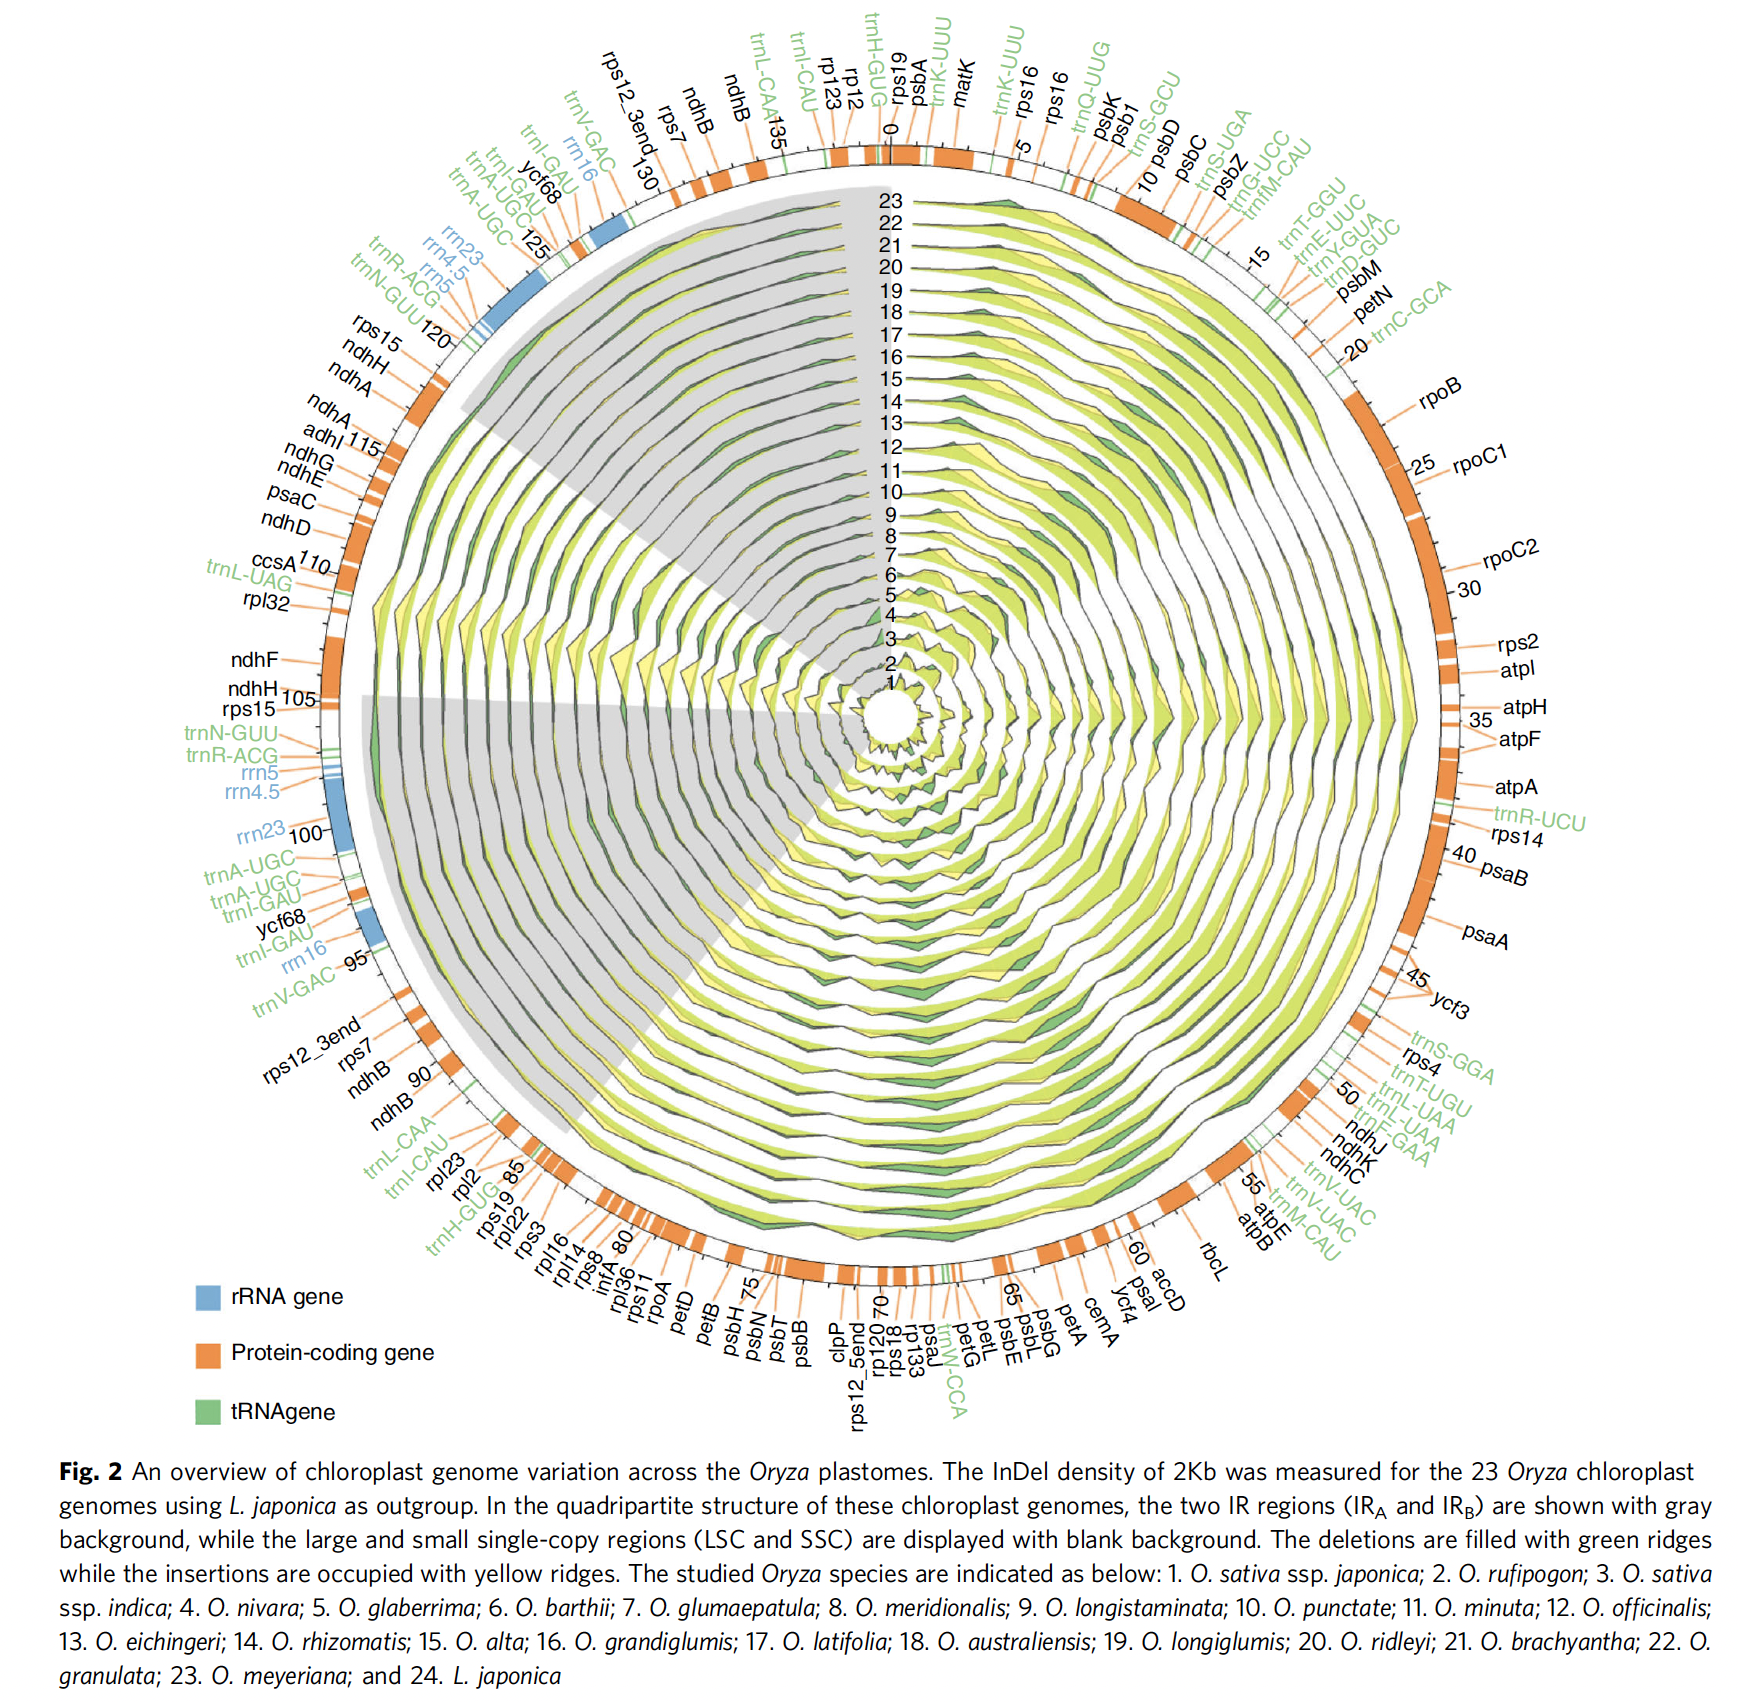 trnH-GUG
rps19
psbA
trnK-UUU
matK
trnK-UUU
rps16
rps16
trnQ-UUG
psbK
psb1
trnS-GCU
psbD
psbC
trnS-UGA
psbZ
trnG-UCC
trnfM-CAU
trnT-GGU
trnE-UUC
trnY-GUA
trnD-GUC
psbM
petN
trnC-GCA
rpoB
rpoC1
rpoC2
rps2
atpI
atpH
atpF
atpA
trnR-UCU
rps14
psaB
psaA
ycf3
trnS-GGA
rps4
trnT-UGU
trnL-UAA
trnL-UAA
trnF-GAA
ndhJ
ndhK
ndhC
trnV-UAC
trnV-UAC
trnM-CAU
atpE
atpB
rbcL
accD
psaI
ycf4
cemA
petA
psbG
psbL
psbE
petL
petG
trnW-CCA
psaJ
rp133
rps18
rp120
rps12_5end
clpP
psbB
psbT
psbN
psbH
petB
petD
rpoA
rps11
rpl36
infA
rps8
rpl14
rpl16
rps3
rpl22
rps19
trnH-GUG
rpl2
rpl23
trnI-CAU
trnL-CAA
ndhB
ndhB
rps7
rps12_3end
trnV-GAC
rrn16
trnI-GAU
ycf68
trnI-GAU
trnA-UGC
trnA-UGC
rrn23
rrn4.5
rrn5
trnR-ACG
trnN-GUU
rps15
ndhH
ndhF
rpl32
trnL-UAG
ccsA
ndhD
psaC
ndhE
ndhG
adhI
ndhA
ndhA
ndhH
rps15
trnN-GUU
trnR-ACG
rrn5
rrn4.5
rrn23
trnA-UGC
trnA-UGC
trnI-GAU
ycf68
trnI-GAU
rrn16
trnV-GAC
rps12_3end
rps7
ndhB
ndhB
trnL-CAA
trnI-CAU
rp123
rp12
0
5
10
15
20
25
30
35
40
45
50
55
60
65
70
75
80
85
90
95
100
105
110
115
120
125
130
135
23
22
21
20
19
18
17
16
15
14
13
12
11
10
9
8
7
6
5
4
3
2
1
rRNA gene
Protein-coding gene
tRNAgene
Fig. 2 An overview of chloroplast genome variation across the Oryza plastomes. The InDel density of 2Kb was measured for the 23 Oryza chloroplast
genomes using L. japonica as outgroup. In the quadripartite structure of these chloroplast genomes, the two IR regions (IRA and IRB) are shown with gray
background, while the large and small single-copy regions (LSC and SSC) are displayed with blank background. The deletions are filled with green ridges
while the insertions are occupied with yellow ridges. The studied Oryza species are indicated as below: 1. O. sativa ssp. japonica; 2. O. rufipogon; 3. O. sativa
ssp. indica; 4. O. nivara; 5. O. glaberrima; 6. O. barthii; 7. O. glumaepatula; 8. O. meridionalis; 9. O. longistaminata; 10. O. punctate; 11. O. minuta; 12. O. officinalis;
13. O. eichingeri; 14. O. rhizomatis; 15. O. alta; 16. O. grandiglumis; 17. O. latifolia; 18. O. australiensis; 19. O. longiglumis; 20. O. ridleyi; 21. O. brachyantha; 22. O.
granulata; 23. O. meyeriana; and 24. L. japonica